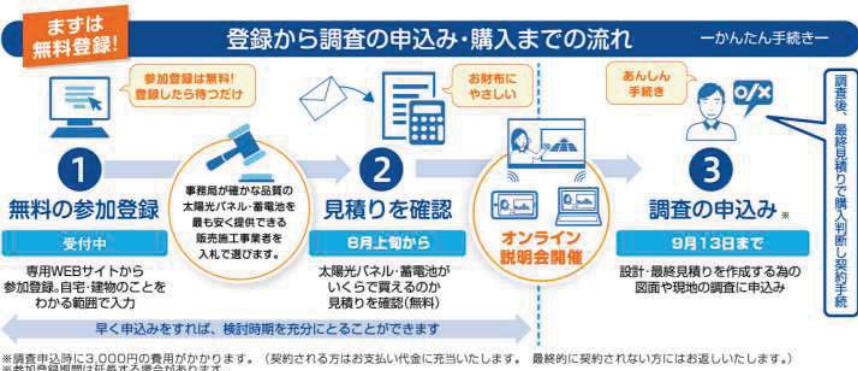 まずは
無料登録!
登録から調査の申込み・購入までの流れ
ーかんたん手続きー
参加登録は無料!
登録したら待つだけ
お財布に
やさしい
あんしん
手続き
o/x
1
無料の参加登録
受付中
専用WEBサイトから
参加登録。自宅・建物のことを
わかる範囲で入力
事務局が確かな品質の
太陽光パネル・蓄電池を
最も安く提供できる
販売施工事業者を
入札で選びます。
2
見積りを確認
8月上旬から
太陽光パネル・蓄電池が
いくらで買えるのか
見積りを確認(無料)
オンライン
説明会開催
3
調査の申込み※
9月13日まで
設計・最終見積りを作成する為の
図面や現地の調査に申込み
調査後、最終見積りで購入判断し契約手続
早く申込みをすれば、検討時期を充分にとることができます
※調査申込時に3,000円の費用がかかります。(契約される方はお支払い代金に充当いたします。 最終的に契約されない方にはお返しいたします。)
※参加登録期間は延長する場合があります。